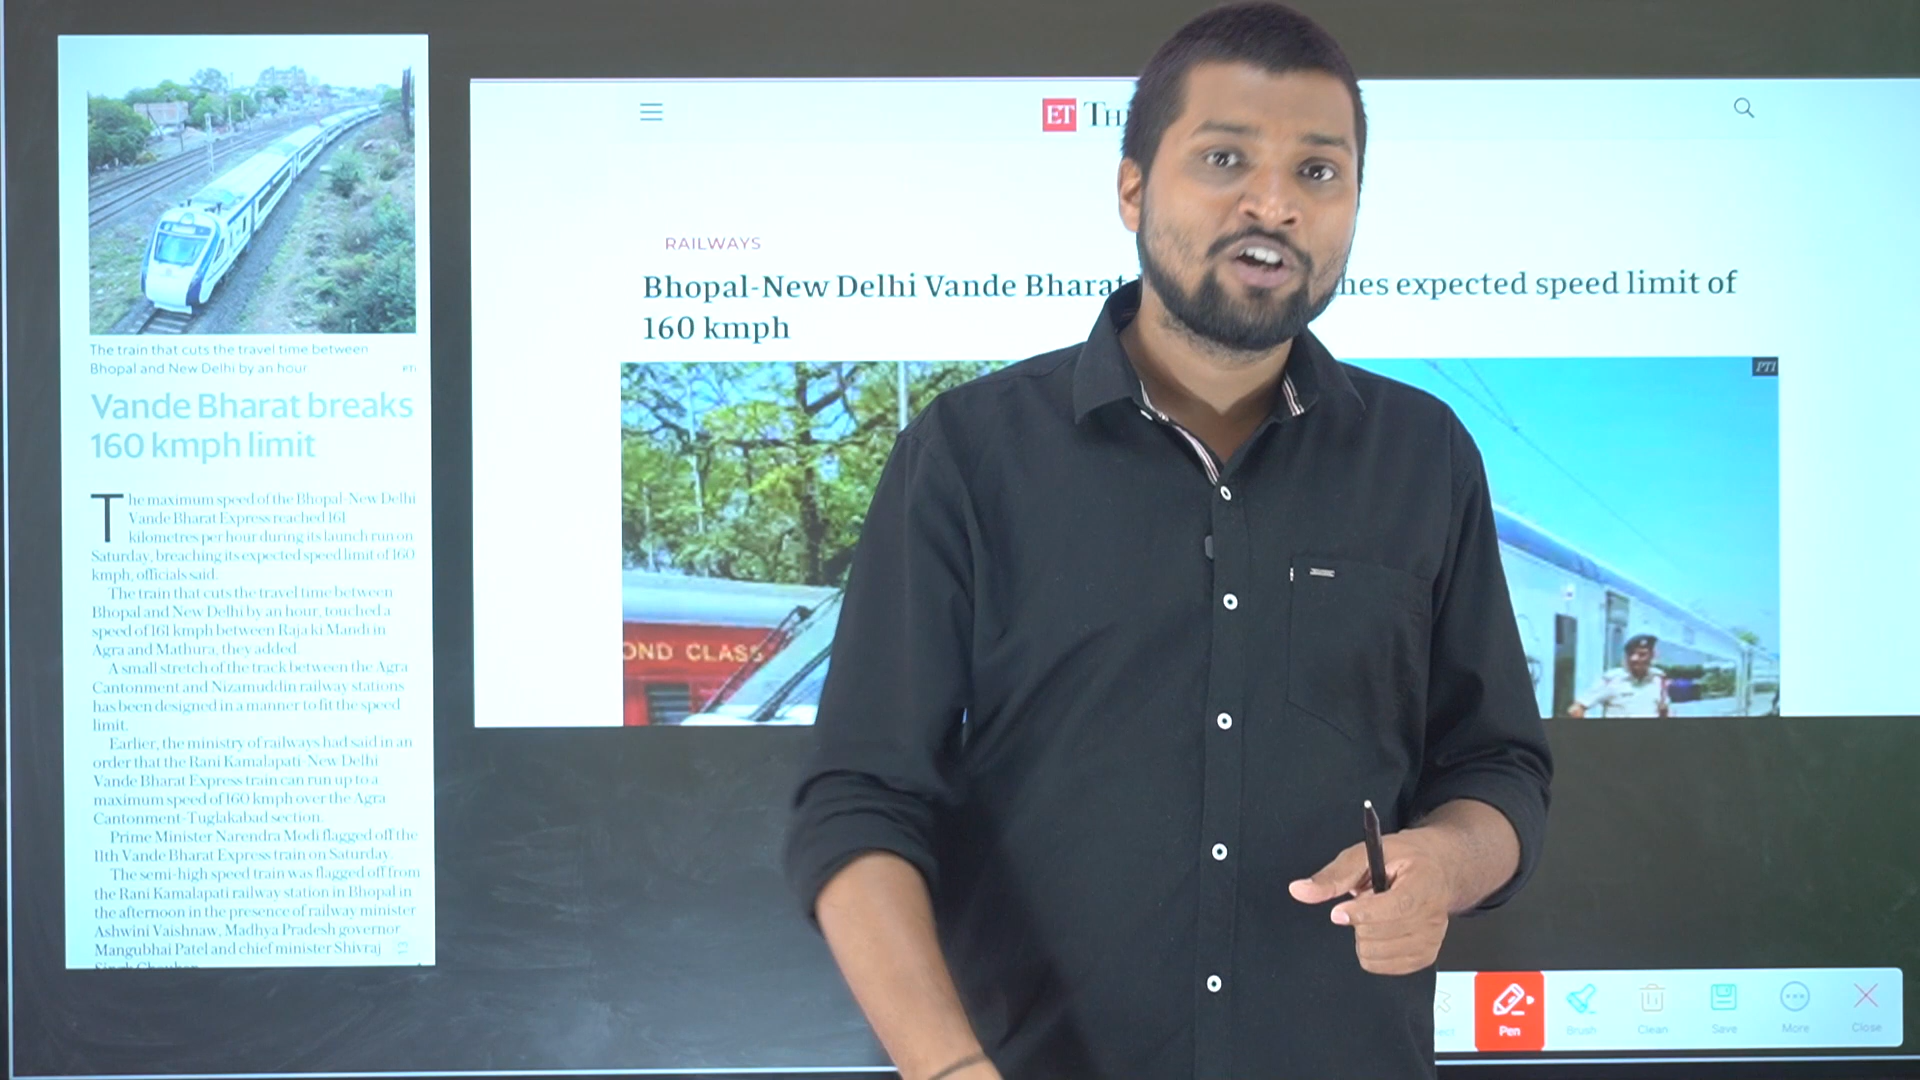 The train that cuts the travel time between
Bhopal and New Delhi by an hour
Vande Bharat breaks
160 kmph limit
The maximum speed of the Bhopal-New Delhi
Vande Bharat Express reached 161
kilometres per hour during its launch run on
Saturday, breaching its expected speed limit of 160
kmph, officials said.
The train that cuts the travel time between
Bhopal and New Delhi by an hour, touched a
speed of 161 kmph between Raja ki Mandi in
Agra and Mathura, they added.
A small stretch of the track between the Agra
Cantonment and Nizamuddin railway stations
has been designed in a manner to fit the speed
limit.
Earlier, the ministry of railways had said in an
order that the Rani Kamalapati-New Delhi
Vande Bharat Express train can run up to a
maximum speed of 160 kmph over the Agra
Cantonment-Tuglakabad section.
Prime Minister Narendra Modi flagged off the
11th Vande Bharat Express train on Saturday.
The semi-high speed train was flagged off from
the Rani Kamalapati railway station in Bhopal in
the afternoon in the presence of railway minister
Ashwini Vaishnaw, Madhya Pradesh governor
Mangubhai Patel and chief minister Shivraj
ET TH
RAILWAYS
Bhopal-New Delhi Vande Bharat hes expected speed limit of
160 kmph
PTI
OND CLASS
Pen
Brush
Clean
Save
More
Close